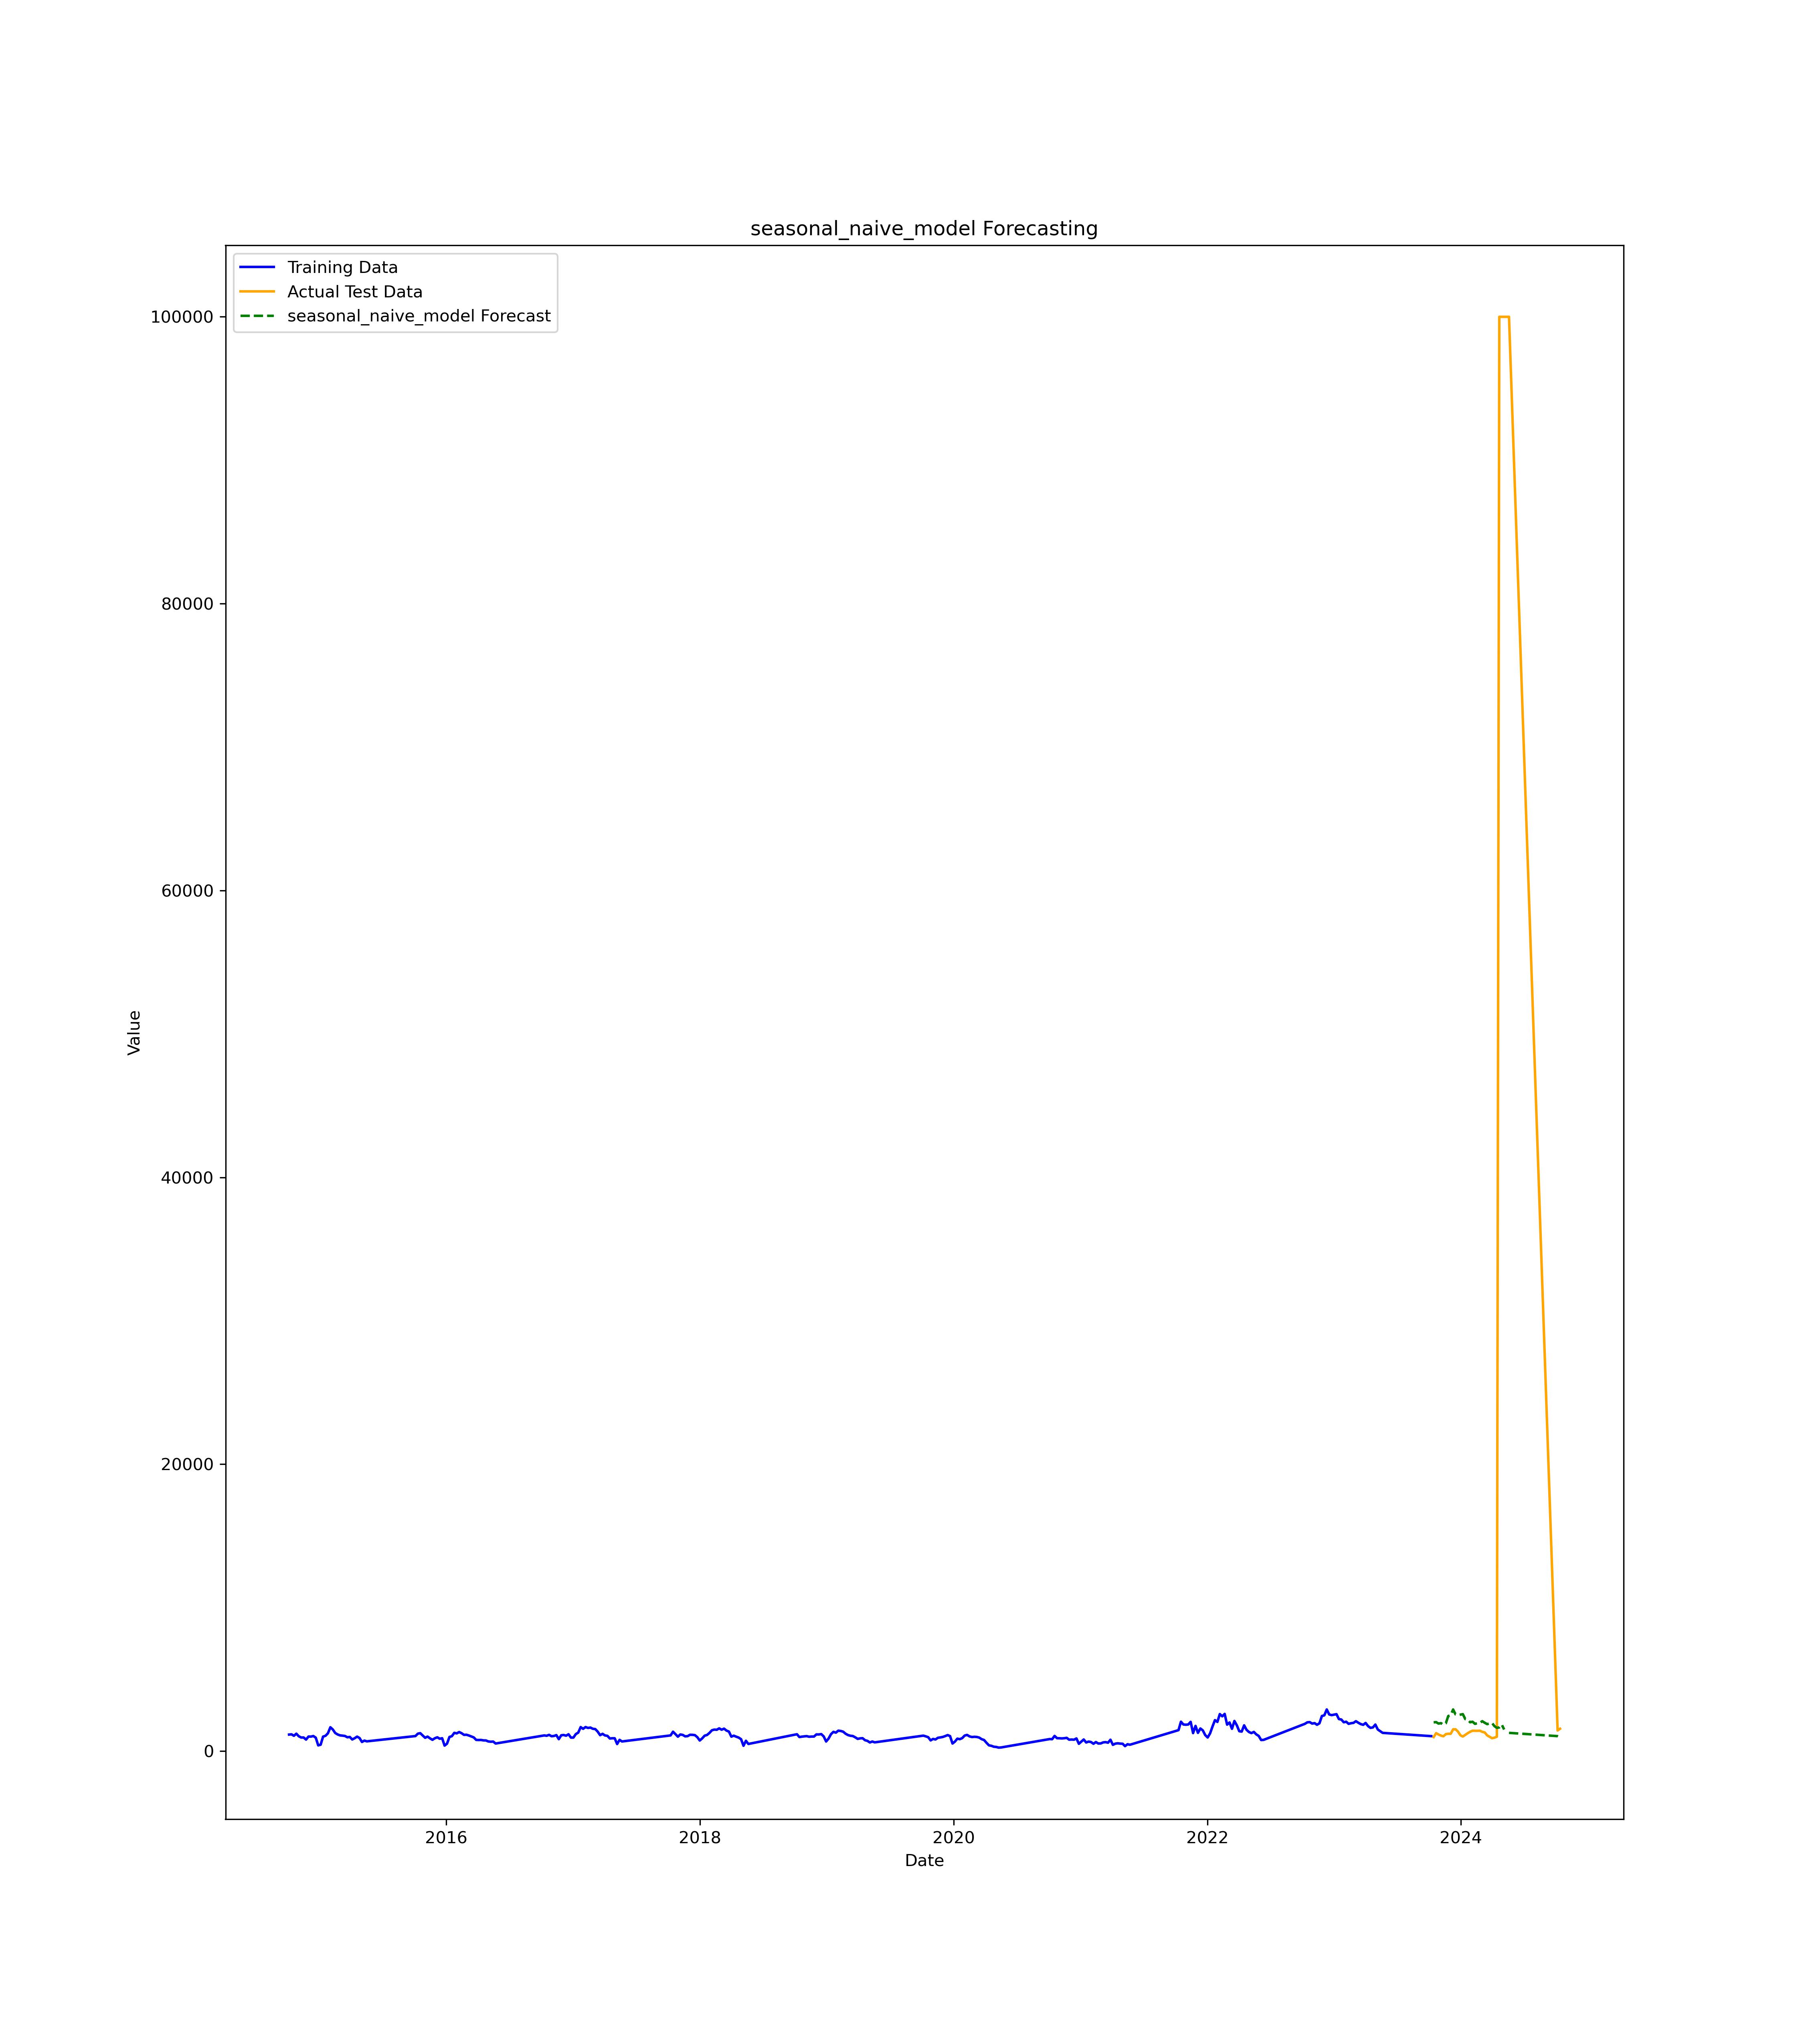 seasonal_naive_model Forecasting
Training Data
Actual Test Data
seasonal_naive_model Forecast
100000
80000
60000
40000
20000
0
Value
2016 2018 2020 2022 2024
Date